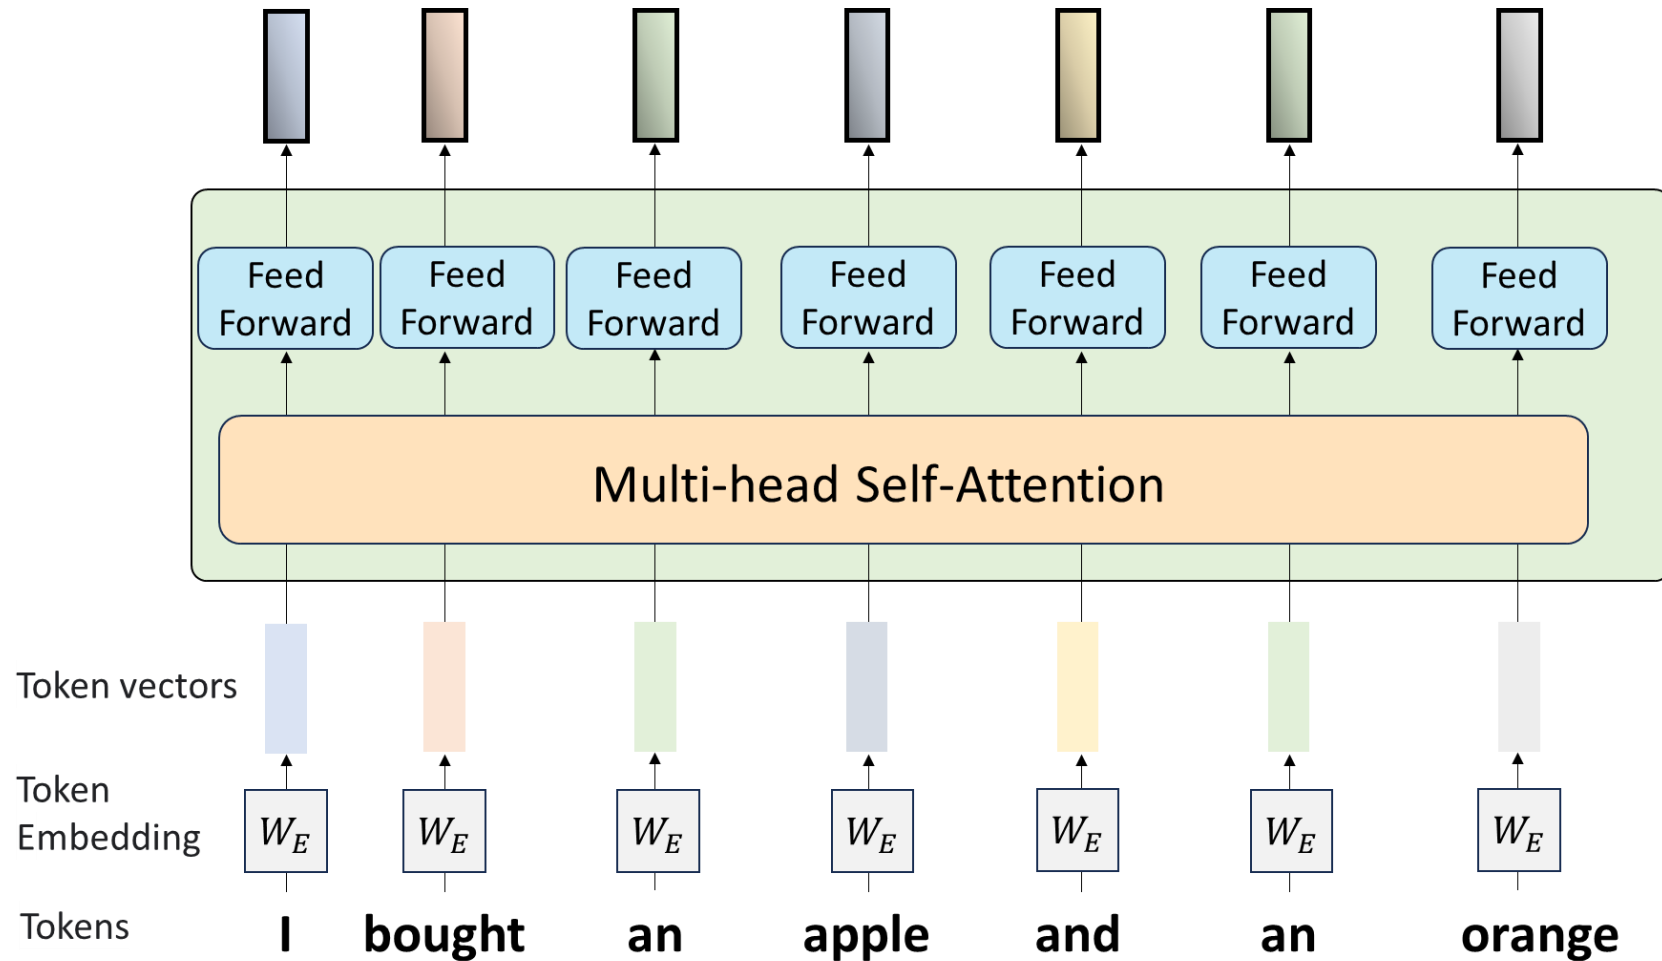 Feed Forward
Feed Forward
Feed Forward
Feed Forward
Feed Forward
Feed Forward
Feed Forward
Multi-head Self-Attention
Token vectors
Token
Embedding
W_E
W_E
W_E
W_E
W_E
W_E
W_E
Tokens
I bought an apple and an orange